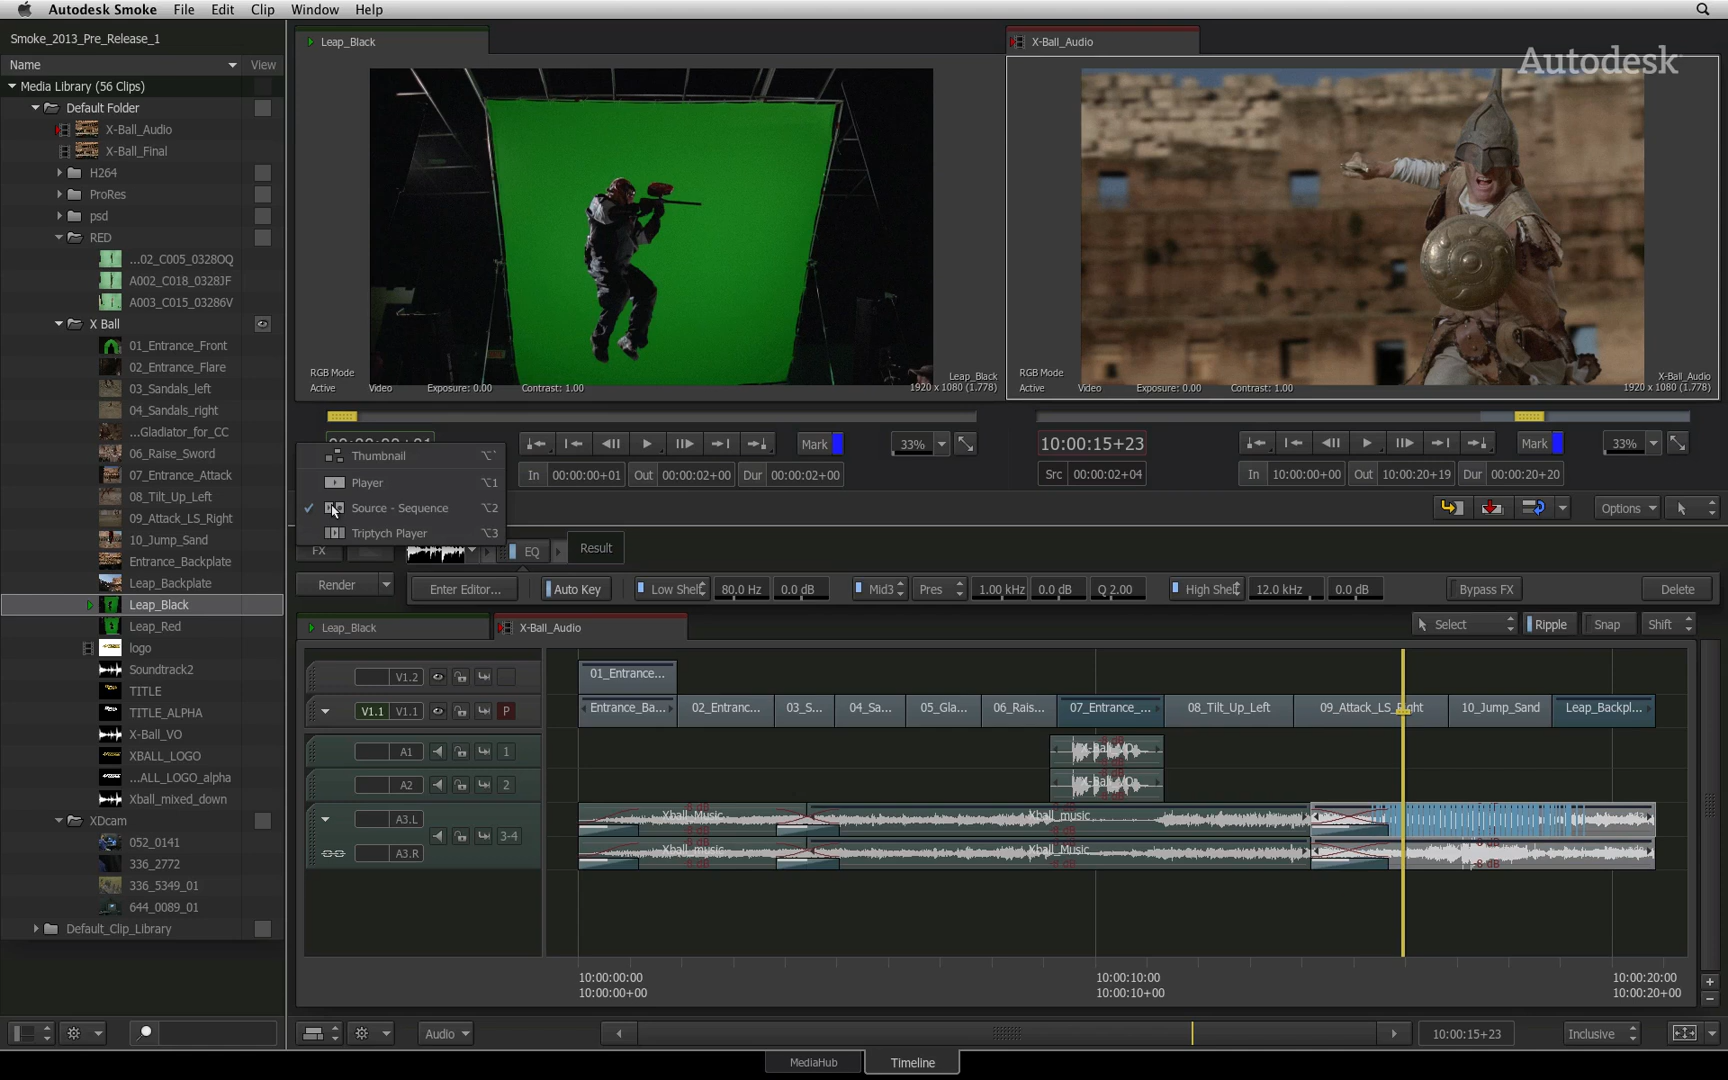 Autodesk Smoke File Edit Clip Window Help
Smoke_2013_Pre_Release_1
Name View
Media Library (56 Clips)
Default Folder
X-Ball_Audio
X-Ball_Final
H264
ProRes
psd
RED
...02_C005_0328OQ
A002_C018_0328JF
A003_C015_03286V
X Ball
01_Entrance_Front
02_Entrance_Flare
03_Sandals_left
04_Sandals_right
...Gladiator_for_CC
06_Raise_Sword
07_Entrance_Attack
08_Tilt_Up_Left
09_Attack_LS_Right
10_Jump_Sand
Entrance_Backplate
Leap_Backplate
Leap_Black
Leap_Red
logo
Soundtrack2
TITLE
TITLE_ALPHA
X-Ball_VO
XBALL_LOGO
...ALL_LOGO_alpha
Xball_mixed_down
XDcam
052_0141
336_2772
336_5349_01
644_0089_01
Default_Clip_Library
Leap_Black
X-Ball_Audio
Autodesk
RGB Mode
Active Video Exposure: 0.00 Contrast: 1.00
Leap_Black
1920 x 1080 (1.778)
RGB Mode
Active Video Exposure: 0.00 Contrast: 1.00
X-Ball_Audio
1920 x 1080 (1.778)
Mark 33%
10:00:15+23 Mark 33%
In 00:00:00+01 Out 00:00:02+00 Dur 00:00:02+00
Src 00:00:02+04 In 10:00:00+00 Out 10:00:20+19 Dur 00:00:20+20
Thumbnail ⌥`
Player ⌥1
Source - Sequence ⌥2
Triptych Player ⌥3
Options
FX EQ Result
Render Enter Editor... Auto Key Low Shelf 80.0 Hz 0.0 dB Mid3 Pres 1.00 kHz 0.0 dB Q 2.00 High Shelf 12.0 kHz 0.0 dB Bypass FX Delete
Leap_Black X-Ball_Audio Select Ripple Snap Shift
V1.2 01_Entrance...
V1.1 V1.1 P Entrance_Ba... 02_Entranc... 03_S... 04_Sa... 05_Gla... 06_Rais... 07_Entrance_... 08_Tilt_Up_Left 09_Attack_LS_Right 10_Jump_Sand Leap_Backpl...
A1 1 X-Ball_VO
A2 2 X-Ball_VO
A3.L Xball_Music Xball_music
3-4
A3.R Xball_music Xball_Music
10:00:00:00 10:00:10:00 10:00:20:00
10:00:00+00 10:00:10+00 10:00:20+00
Audio 10:00:15+23 Inclusive
MediaHub Timeline